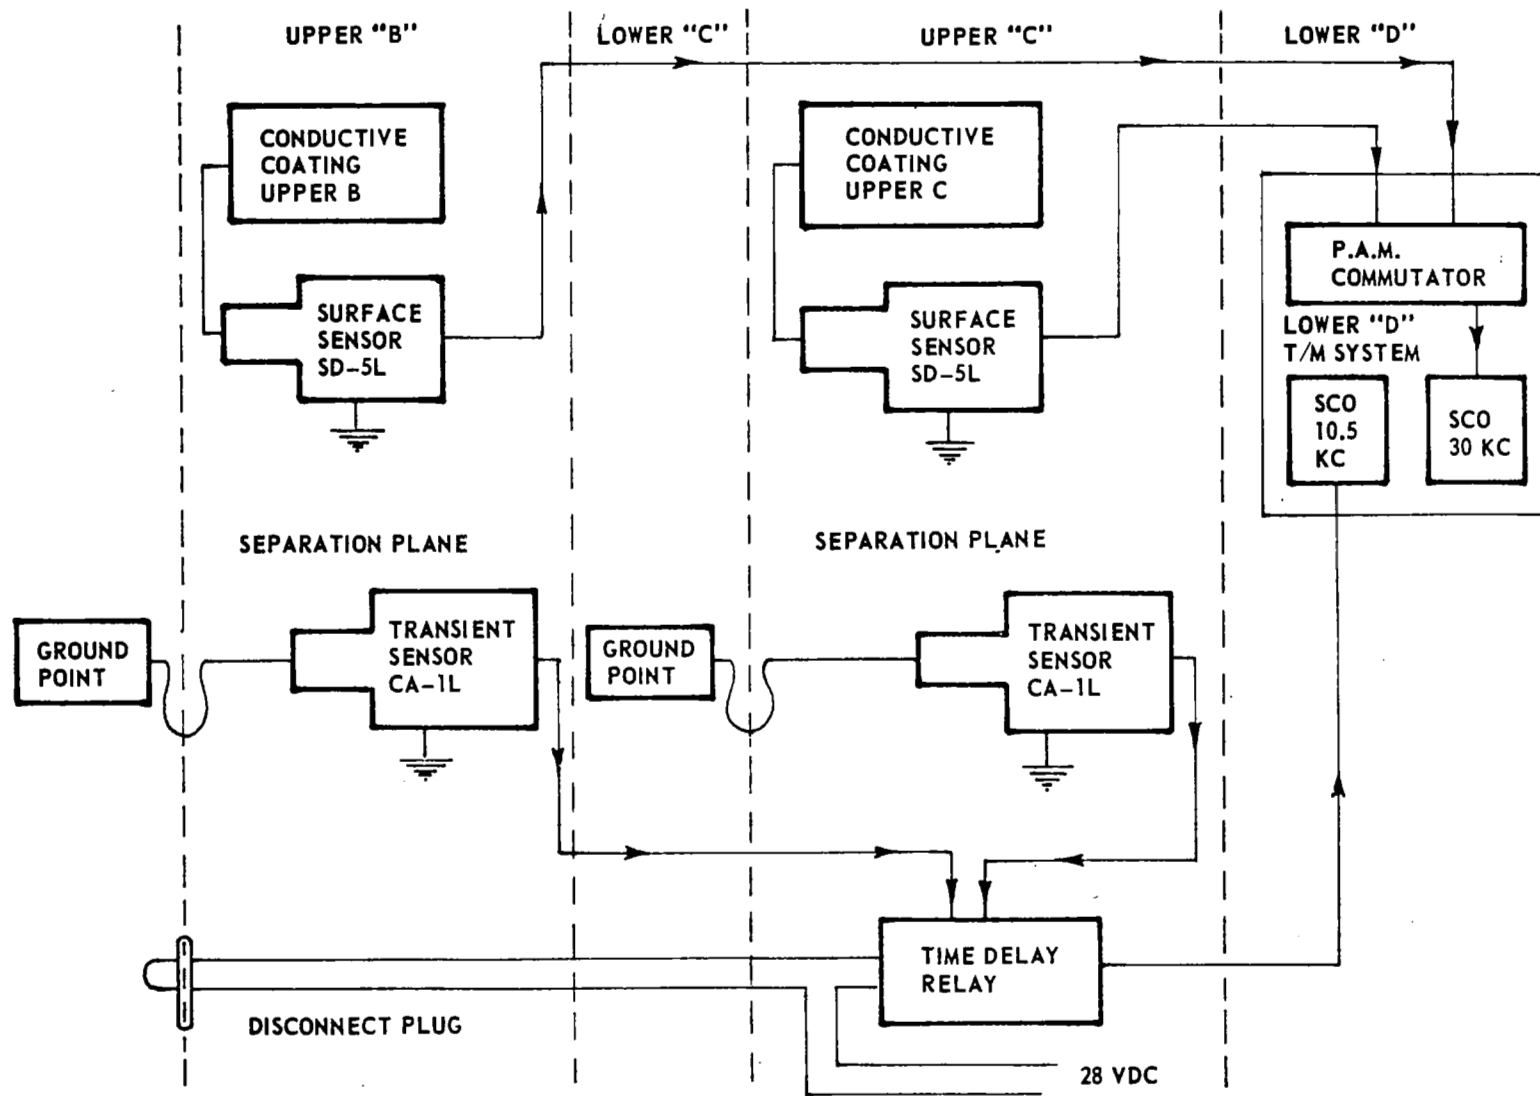 UPPER "B"
LOWER "C"
UPPER "C"
LOWER "D"
CONDUCTIVE
COATING
UPPER B
CONDUCTIVE
COATING
UPPER C
P.A.M.
COMMUTATOR
SURFACE
SENSOR
SD-5L
SURFACE
SENSOR
SD-5L
LOWER "D"
T/M SYSTEM
SCO
10.5
KC
SCO
30 KC
SEPARATION PLANE
SEPARATION PLANE
GROUND
POINT
TRANSIENT
SENSOR
CA-1L
GROUND
POINT
TRANSIENT
SENSOR
CA-1L
TIME DELAY
RELAY
DISCONNECT PLUG
28 VDC